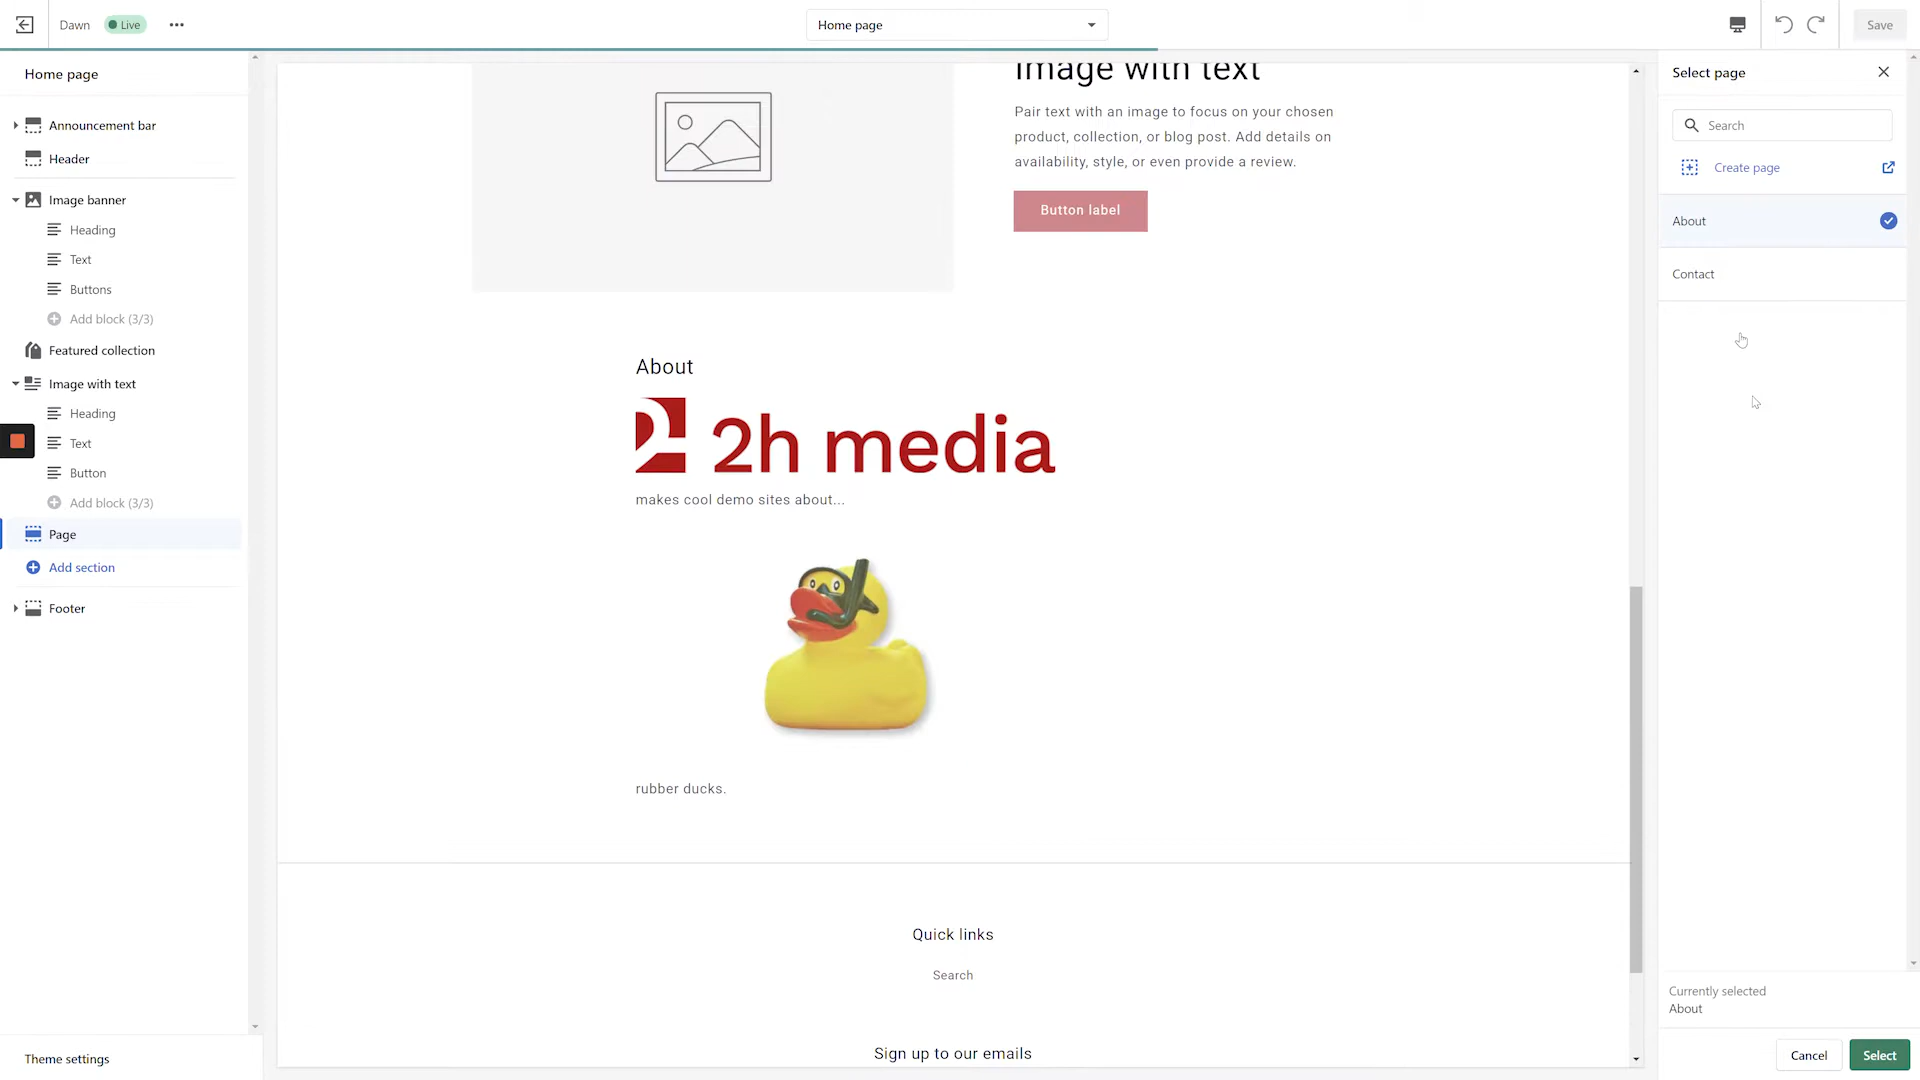 Dawn
Live
Home page
Save
Home page
Announcement bar
Header
Image banner
Heading
Text
Buttons
Add block (3/3)
Featured collection
Image with text
Heading
Text
Button
Add block (3/3)
Page
Add section
Footer
Theme settings
Image with text
Pair text with an image to focus on your chosen
product, collection, or blog post. Add details on
availability, style, or even provide a review.
Button label
About
2h media
makes cool demo sites about...
rubber ducks.
Quick links
Search
Sign up to our emails
Select page
Search
Create page
About
Contact
Currently selected
About
Cancel
Select